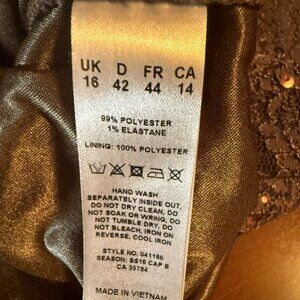 UK D FR CA
16 42 44 14
99% POLYESTER
1% ELASTANE
LINING: 100% POLYESTER
HAND WASH
SEPARATELY INSIDE OUT,
DO NOT DRY CLEAN, DO
NOT SOAK OR WRING, DO
NOT TUMBLE DRY, DO
NOT BLEACH, IRON ON
REVERSE, COOL IRON
STYLE NO. 041186
SEASON: SS16 CAP B
CA 35784
MADE IN VIETNAM